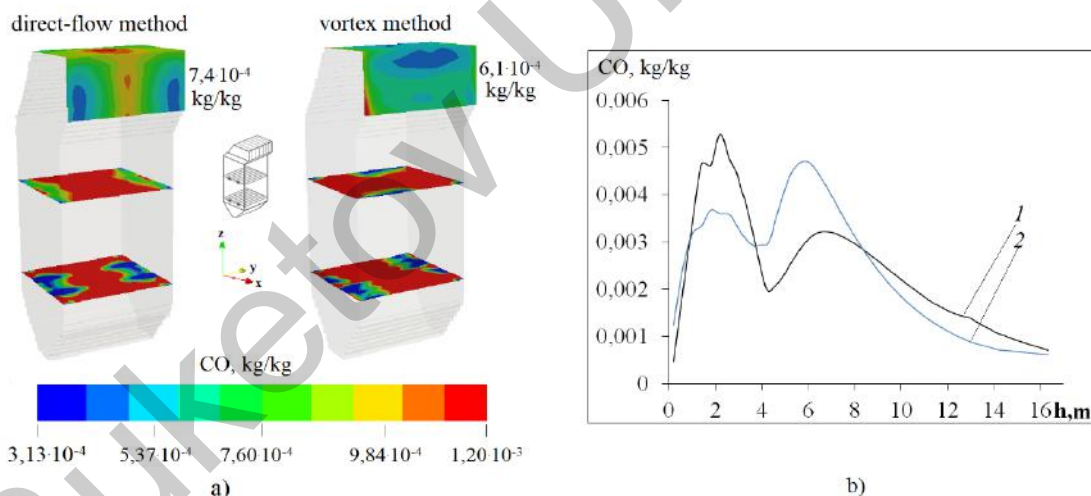 direct-flow method
vortex method
7,4·10⁻⁴
kg/kg
6,1·10⁻⁴
kg/kg
z
y
x
CO, kg/kg
3,13·10⁻⁴ 5,37·10⁻⁴ 7,60·10⁻⁴ 9,84·10⁻⁴ 1,20·10⁻³
a)
CO, kg/kg
0,006
0,005
0,004
0,003
0,002
0,001
0
0 2 4 6 8 10 12 14 16 h,m
1
2
b)
uketov U